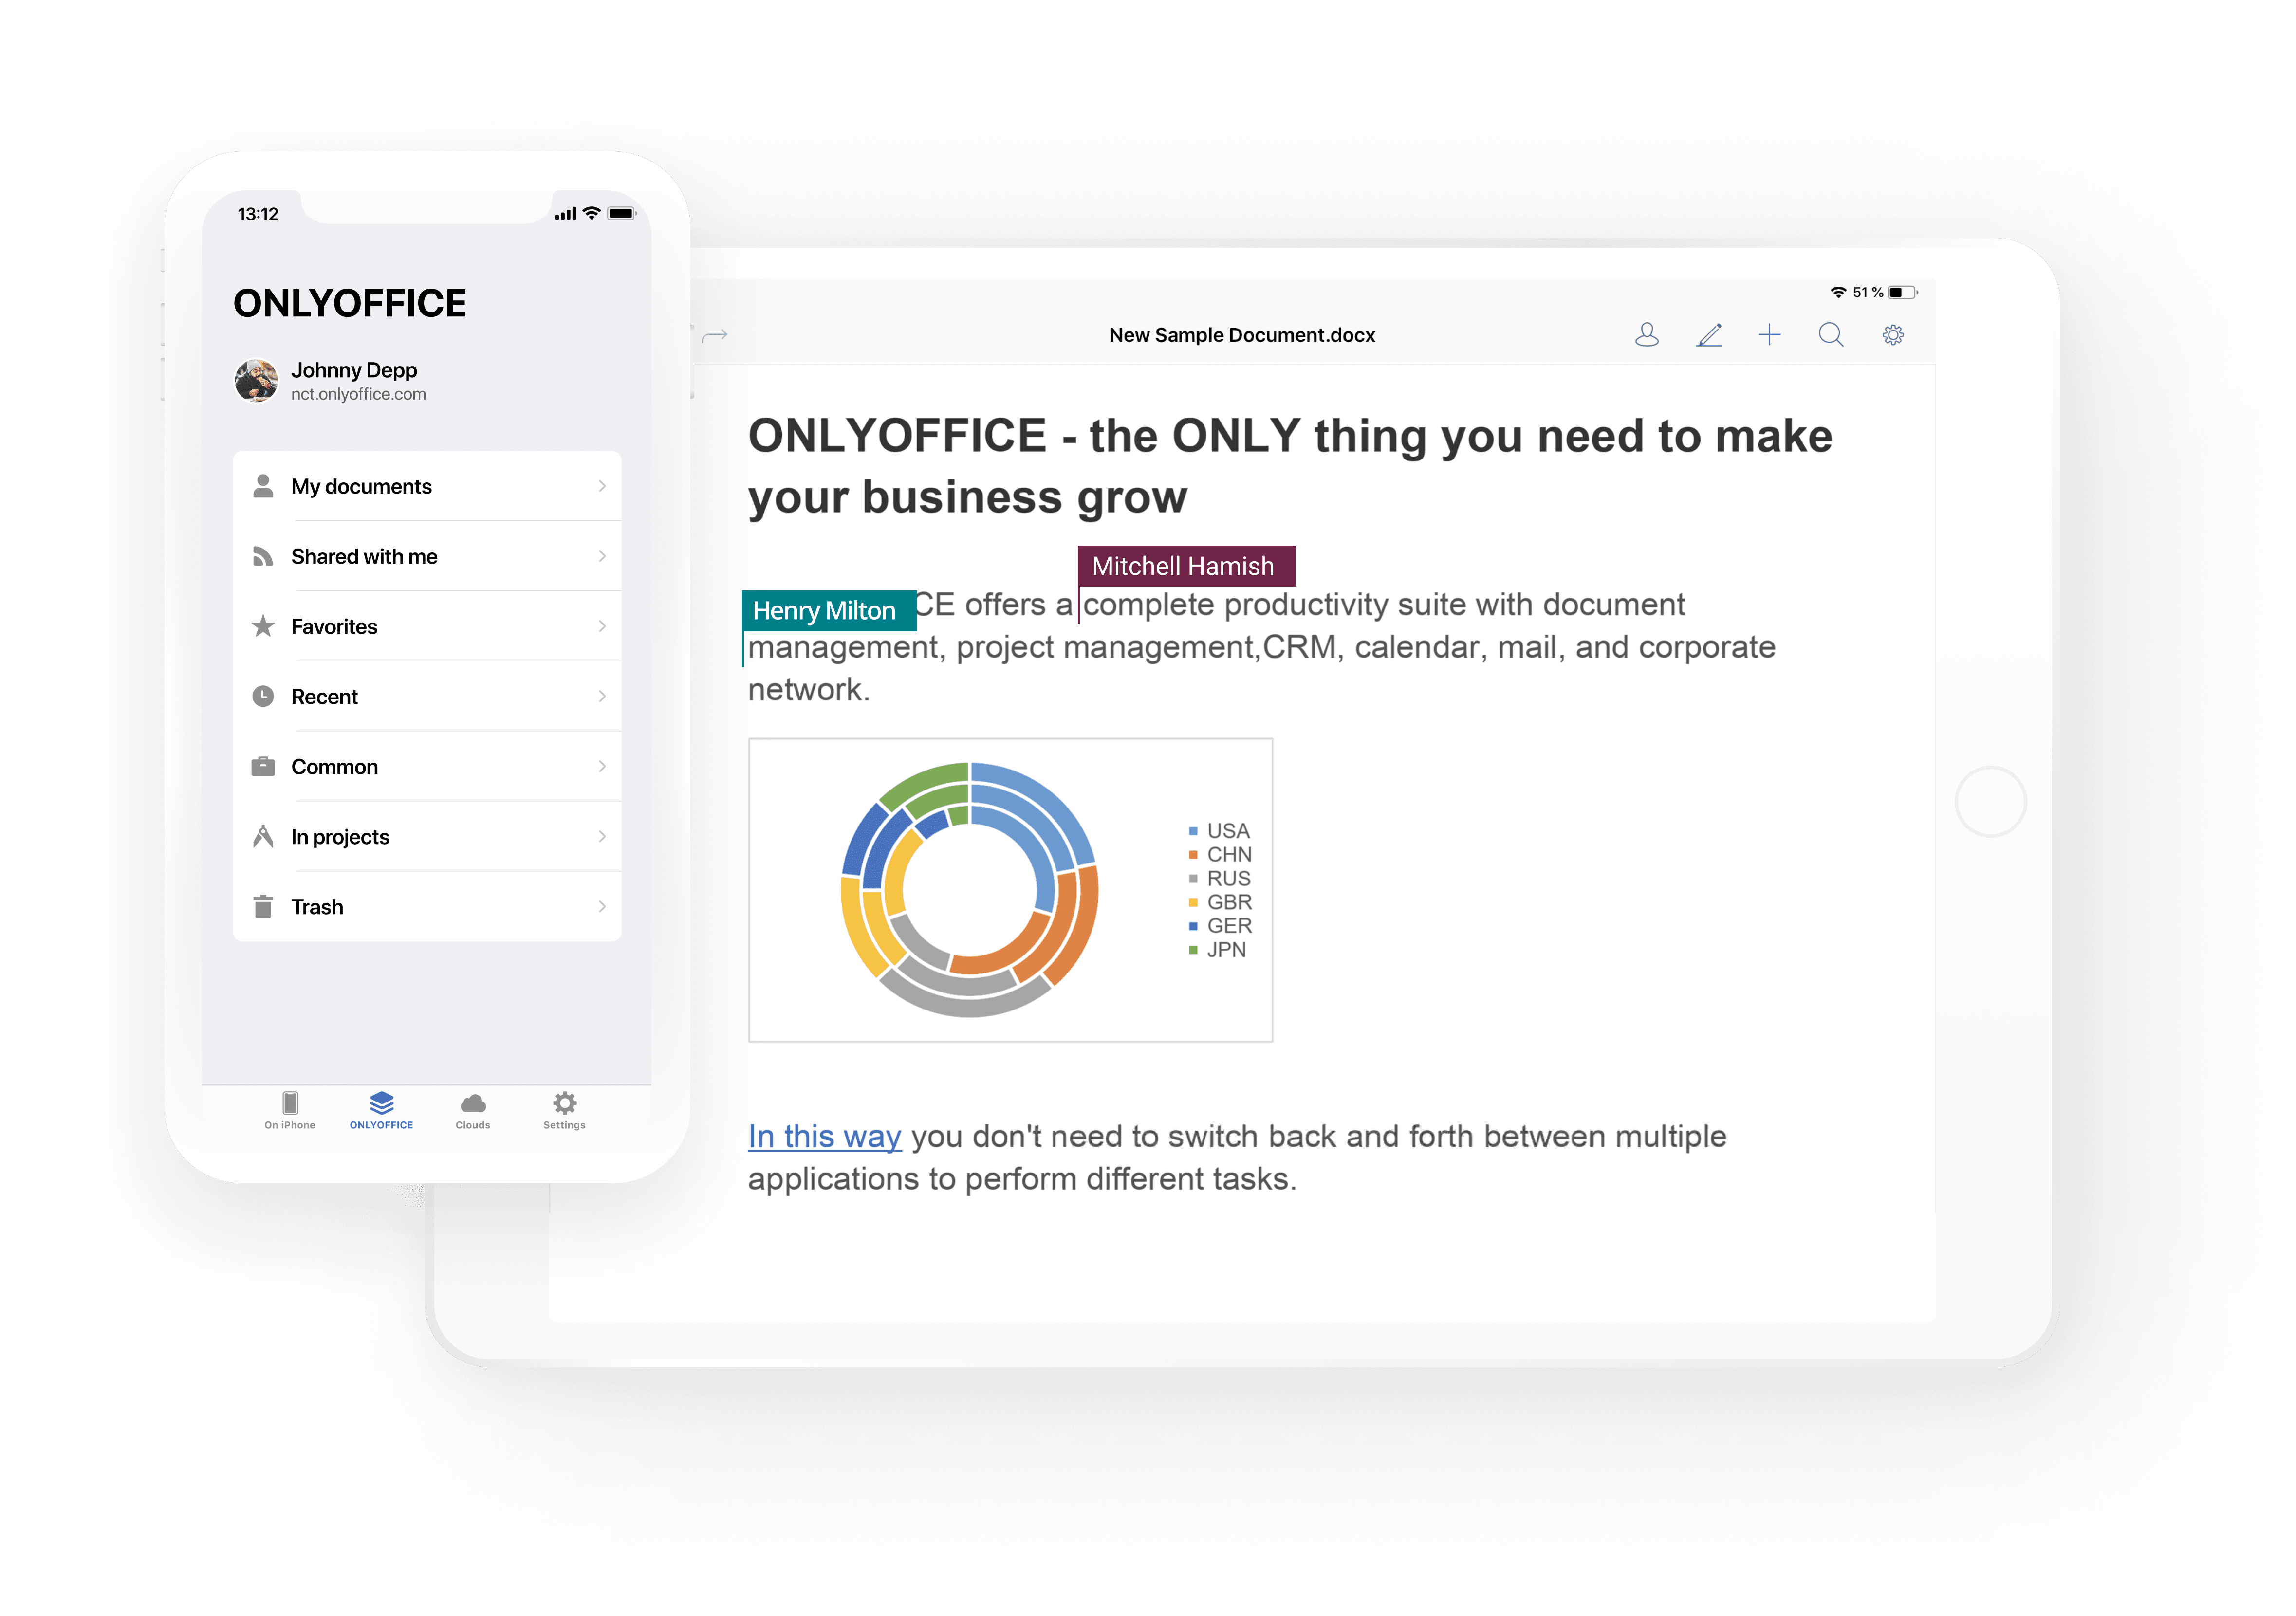 13:12
ONLYOFFICE
Johnny Depp
nct.onlyoffice.com
My documents
Shared with me
Favorites
Recent
Common
In projects
Trash
On iPhone
ONLYOFFICE
Clouds
Settings
51 %
New Sample Document.docx
ONLYOFFICE - the ONLY thing you need to make
your business grow
Mitchell Hamish
Henry Milton
CE offers a complete productivity suite with document
management, project management,CRM, calendar, mail, and corporate
network.
USA
CHN
RUS
GBR
GER
JPN
In this way you don't need to switch back and forth between multiple
applications to perform different tasks.